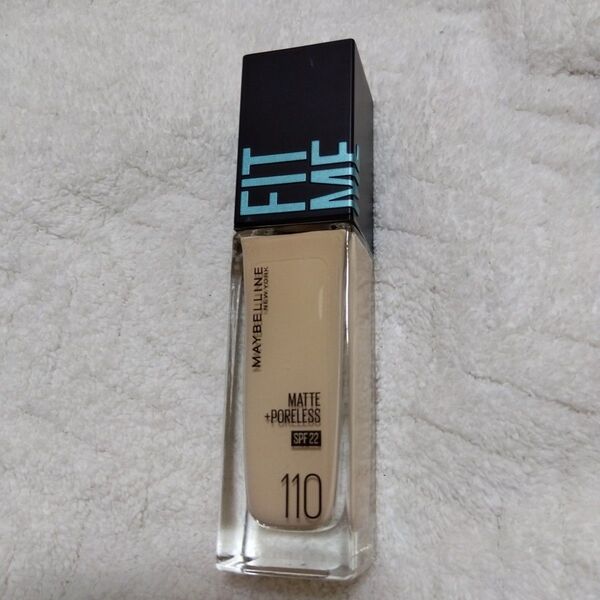 FIT
ME
MAYBELLINE
NEW YORK
MATTE
+PORELESS
SPF 22
110